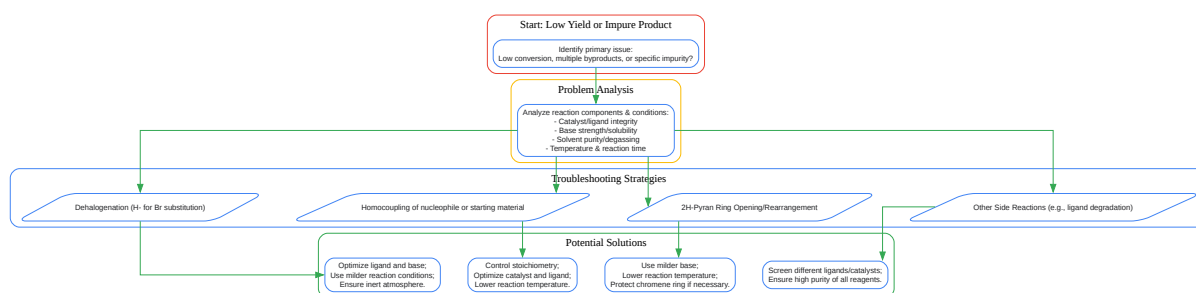 Start: Low Yield or Impure Product
Identify primary issue:
Low conversion, multiple byproducts, or specific impurity?
Problem Analysis
Analyze reaction components & conditions:
- Catalyst/ligand integrity
- Base strength/solubility
- Solvent purity/degassing
- Temperature & reaction time
Troubleshooting Strategies
Dehalogenation (H- for Br substitution)
Homocoupling of nucleophile or starting material
2H-Pyran Ring Opening/Rearrangement
Other Side Reactions (e.g., ligand degradation)
Potential Solutions
Optimize ligand and base;
Use milder reaction conditions;
Ensure inert atmosphere.
Control stoichiometry;
Optimize catalyst and ligand;
Lower reaction temperature.
Use milder base;
Lower reaction temperature;
Protect chromene ring if necessary.
Screen different ligands/catalysts;
Ensure high purity of all reagents.